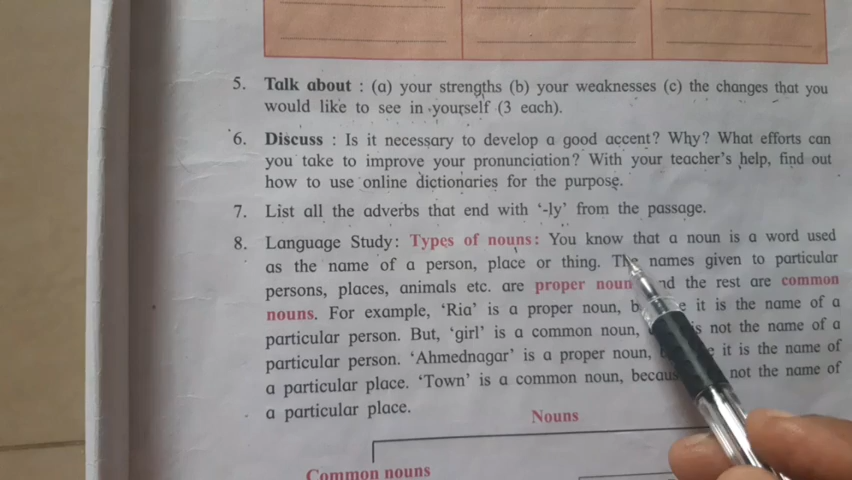 5. Talk about : (a) your strengths (b) your weaknesses (c) the changes that you
would like to see in yourself (3 each).
6. Discuss : Is it necessary to develop a good accent? Why? What efforts can
you take to improve your pronunciation? With your teacher's help, find out
how to use online dictionaries for the purpose.
7. List all the adverbs that end with '-ly' from the passage.
8. Language Study: Types of nouns: You know that a noun is a word used
as the name of a person, place or thing. The names given to particular
persons, places, animals etc. are proper noun and the rest are common
nouns. For example, 'Ria' is a proper noun, it is the name of a
particular person. But, 'girl' is a common noun, is not the name of a
particular person. 'Ahmednagar' is a proper noun, it is the name of
a particular place. 'Town' is a common noun, not the name of
a particular place.
Nouns
Common nouns